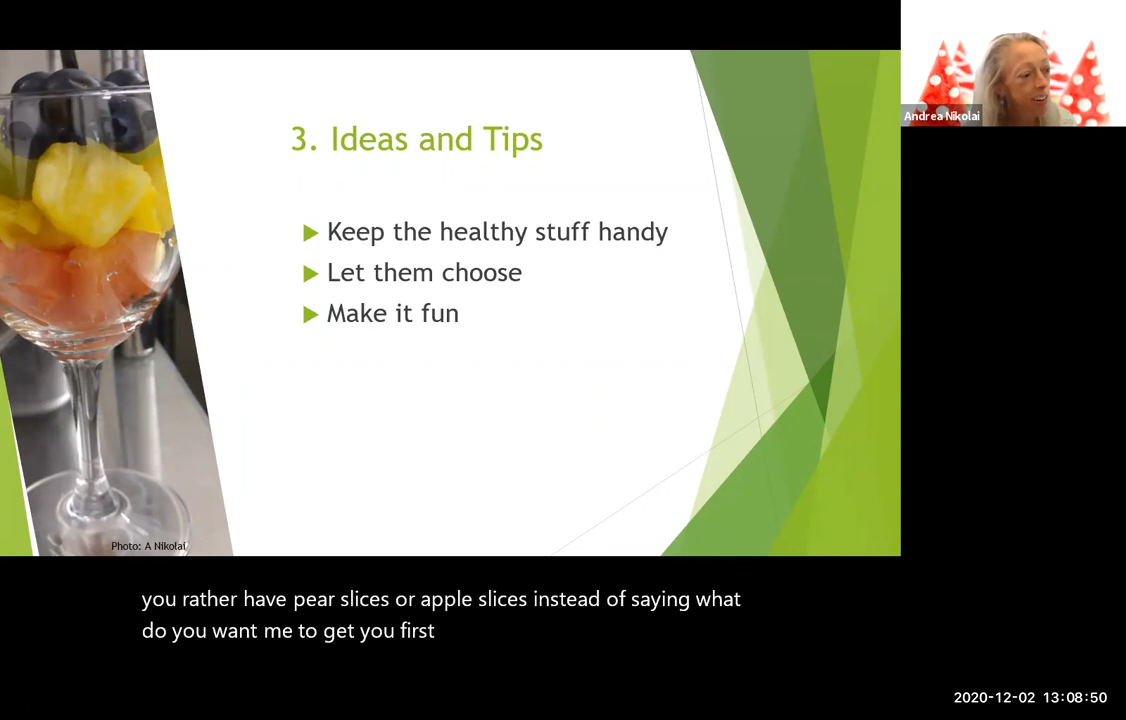 Andrea Nikolai
3. Ideas and Tips
Keep the healthy stuff handy
Let them choose
Make it fun
Photo: A Nikolai
you rather have pear slices or apple slices instead of saying what
do you want me to get you first
2020-12-02 13:08:50